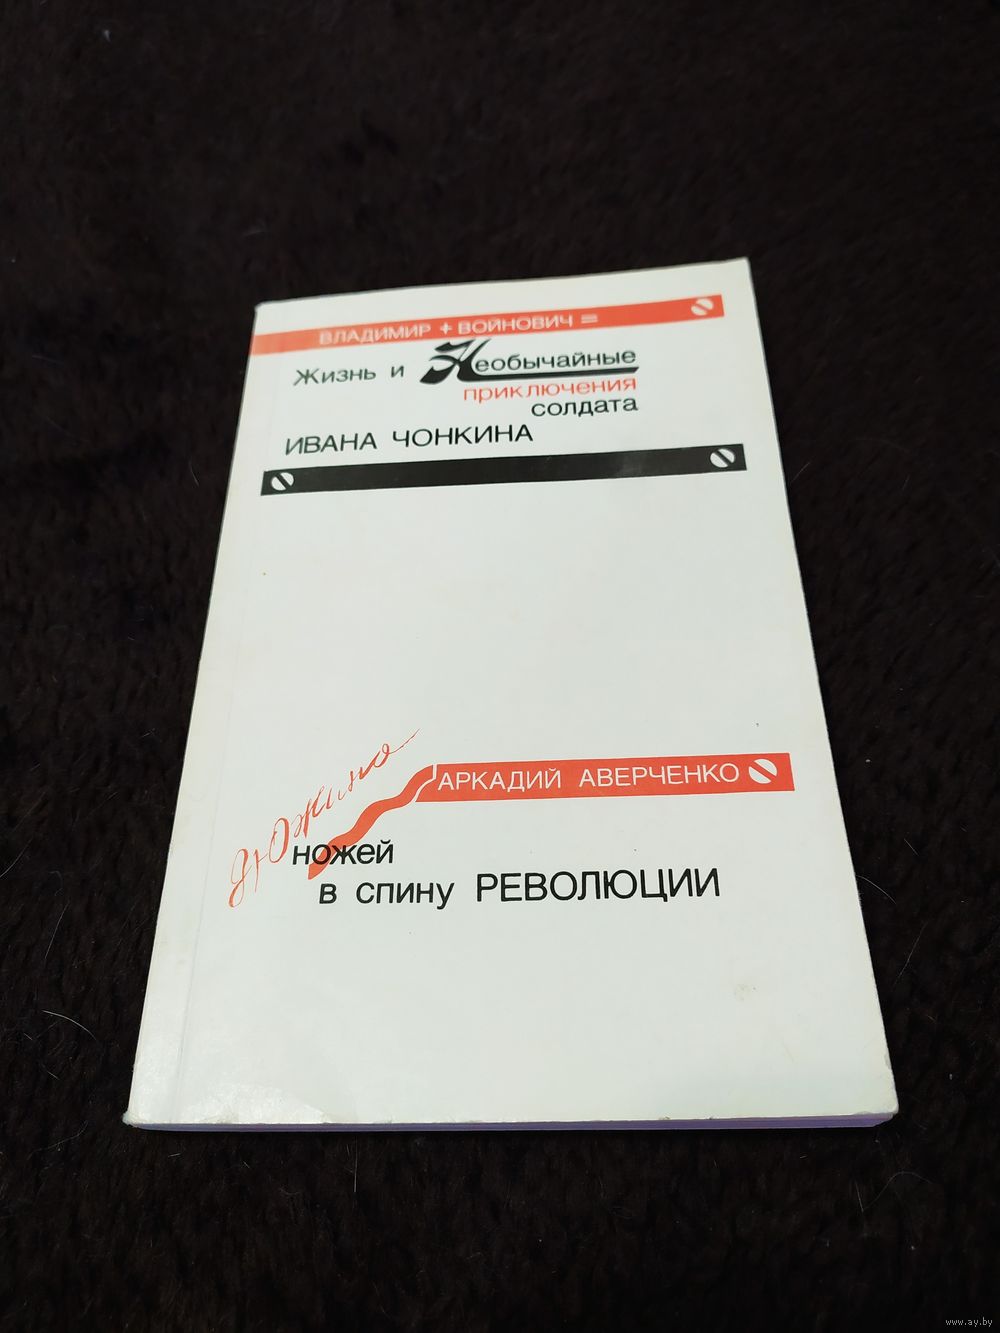 ВЛАДИМИР + ВОЙНОВИЧ =
Жизнь и Необычайные
приключения
солдата
ИВАНА ЧОНКИНА
АРКАДИЙ АВЕРЧЕНКО
дюжина
ножей
в спину РЕВОЛЮЦИИ
www.ay.by